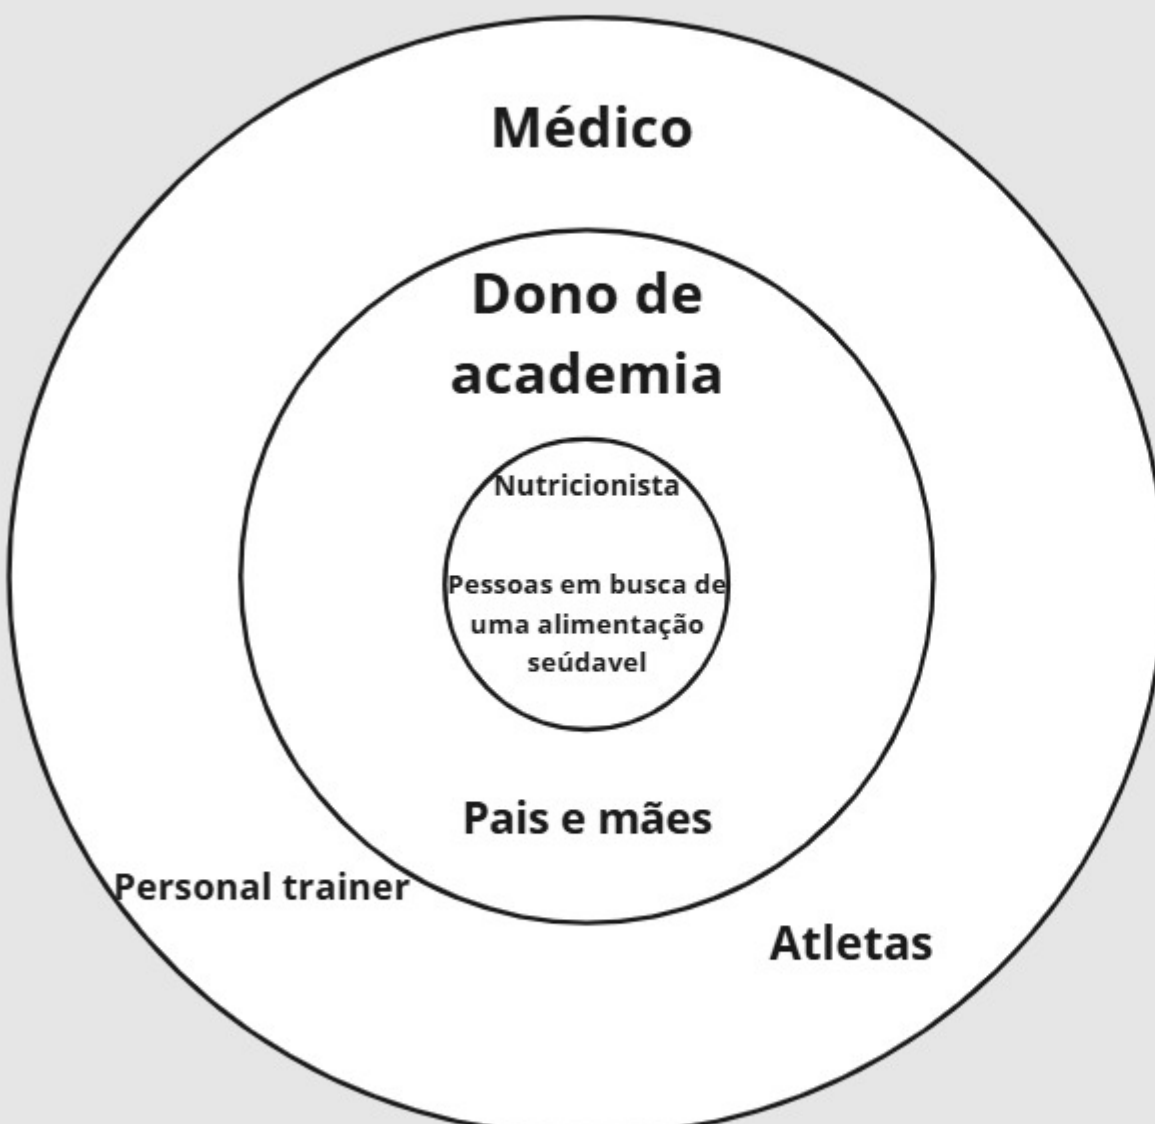 Médico
Dono de
academia
Nutricionista
Pessoas em busca de
uma alimentação
seúdavel
Pais e mães
Personal trainer
Atletas